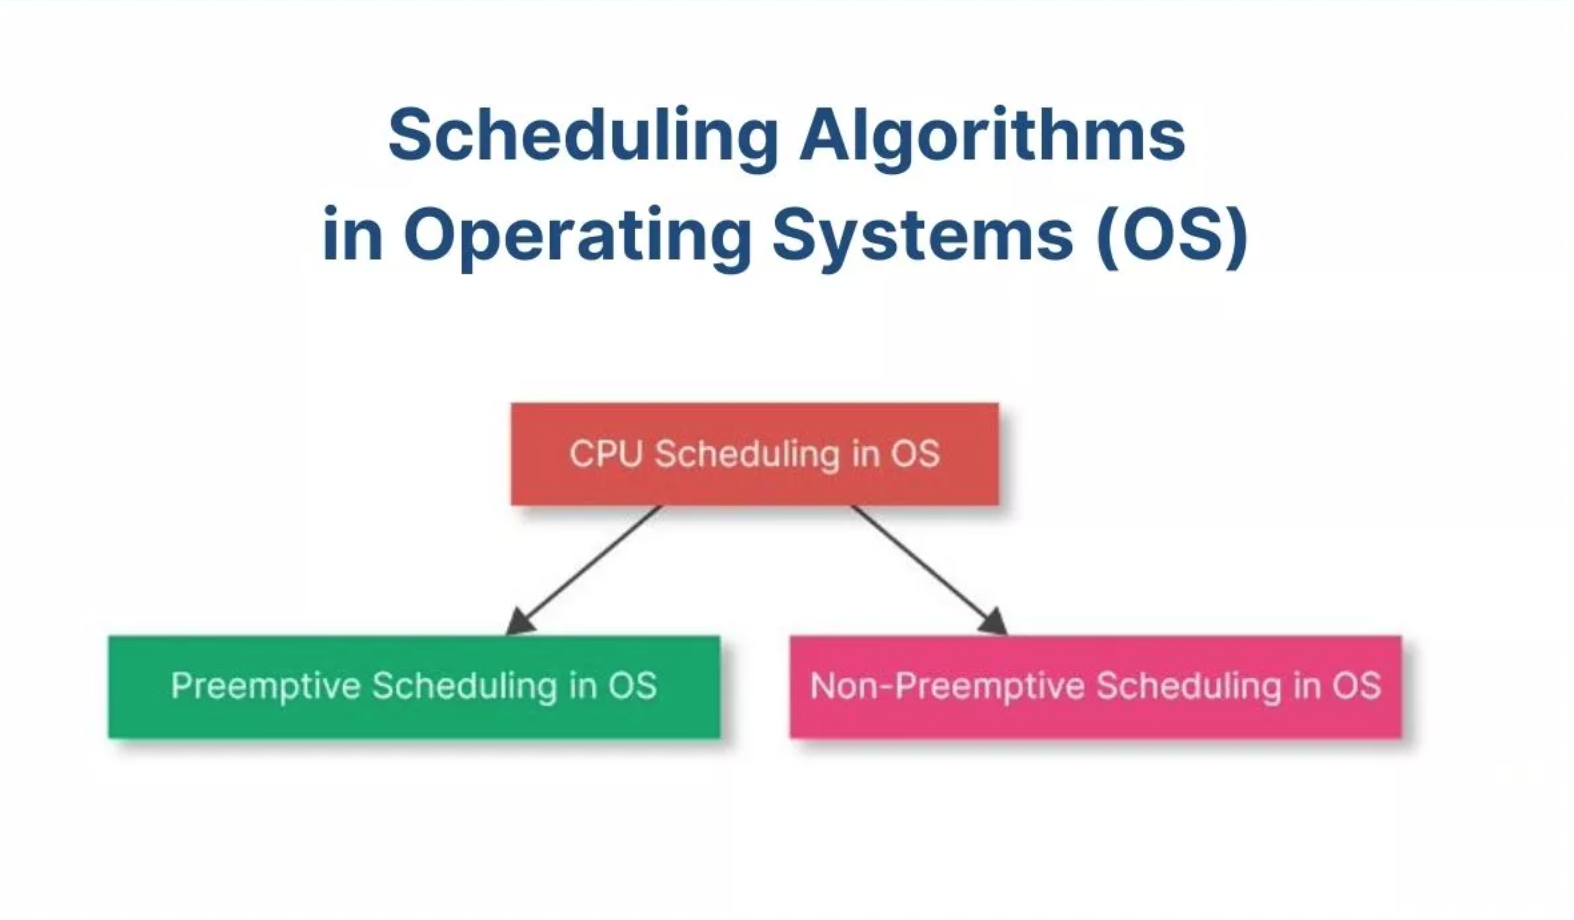 Scheduling Algorithms
in Operating Systems (OS)
CPU Scheduling in OS
Preemptive Scheduling in OS
Non-Preemptive Scheduling in OS